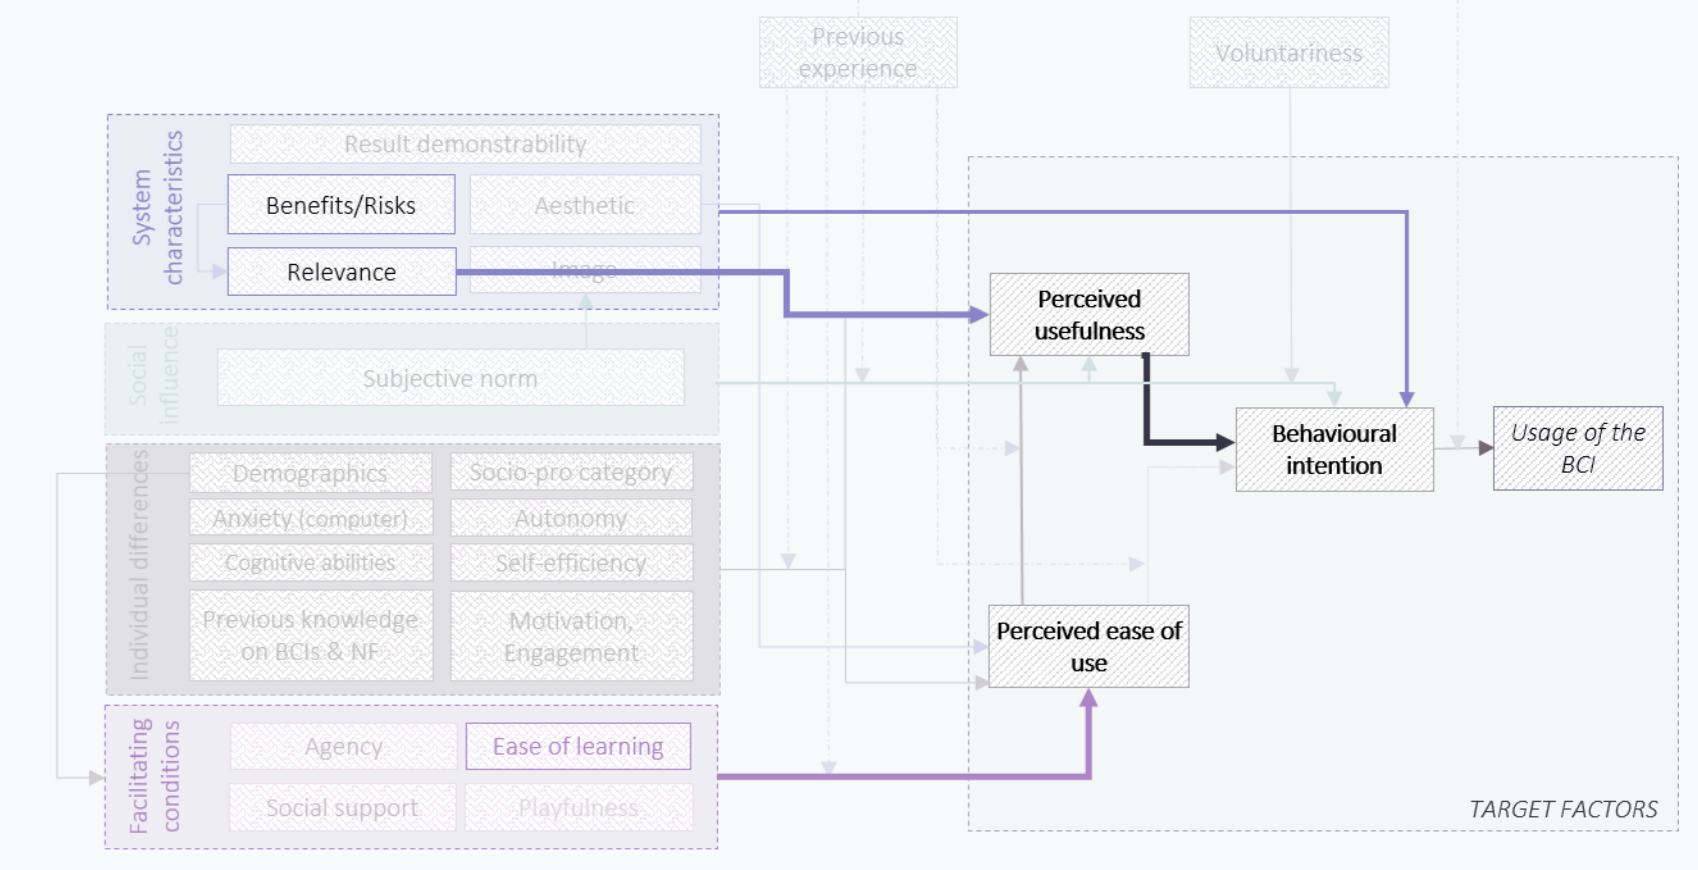 Previous
experience
Voluntariness
System
characteristics
Result demonstrability
Benefits/Risks
Aesthetic
Relevance
Image
Social
influence
Subjective norm
Individual differences
Demographics
Socio-pro category
Anxiety (computer)
Autonomy
Cognitive abilities
Self-efficiency
Previous knowledge
on BCIs & NF
Motivation,
Engagement
Facilitating
conditions
Agency
Ease of learning
Social support
Playfulness
Perceived
usefulness
Behavioural
intention
Usage of the
BCI
Perceived ease of
use
TARGET FACTORS